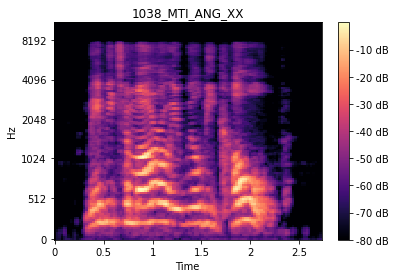 1038_MTI_ANG_XX
Hz
8192
4096
2048
1024
512
0
0
0.5
1
1.5
2
2.5
Time
-10 dB
-20 dB
-30 dB
-40 dB
-50 dB
-60 dB
-70 dB
-80 dB